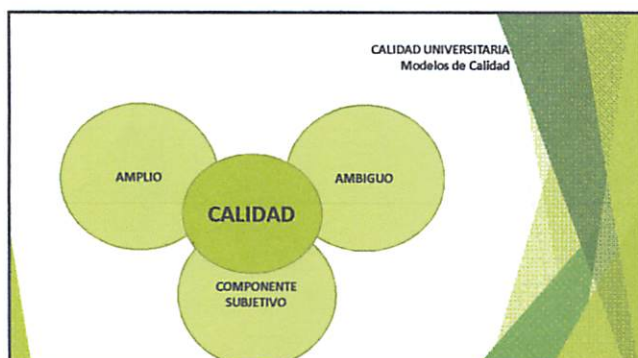 CALIDAD UNIVERSITARIA
Modelos de Calidad
AMPLIO
AMBIGUO
CALIDAD
COMPONENTE
SUBJETIVO